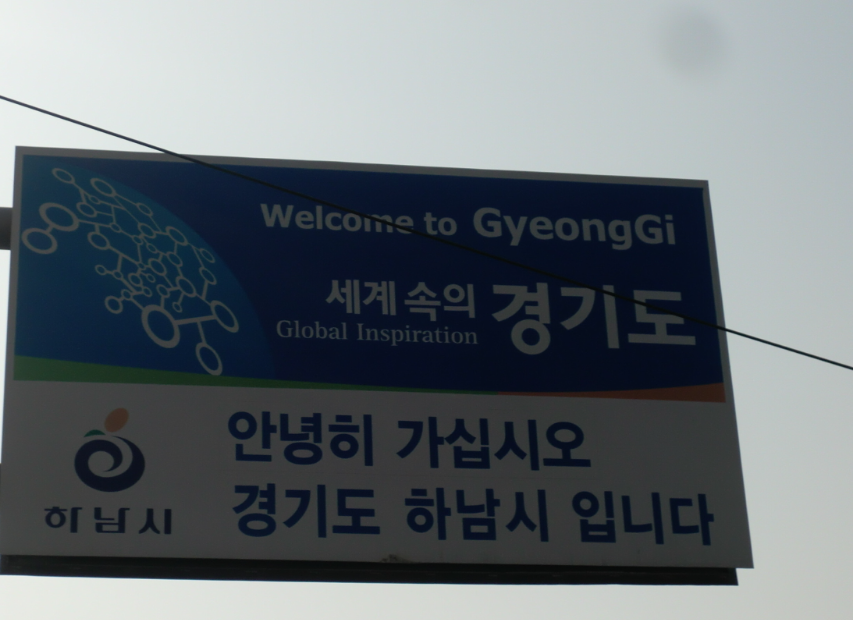 Welcome to GyeongGi
세계 속의 경기도
Global Inspiration
안녕히 가십시오
하남시
경기도 하남시 입니다